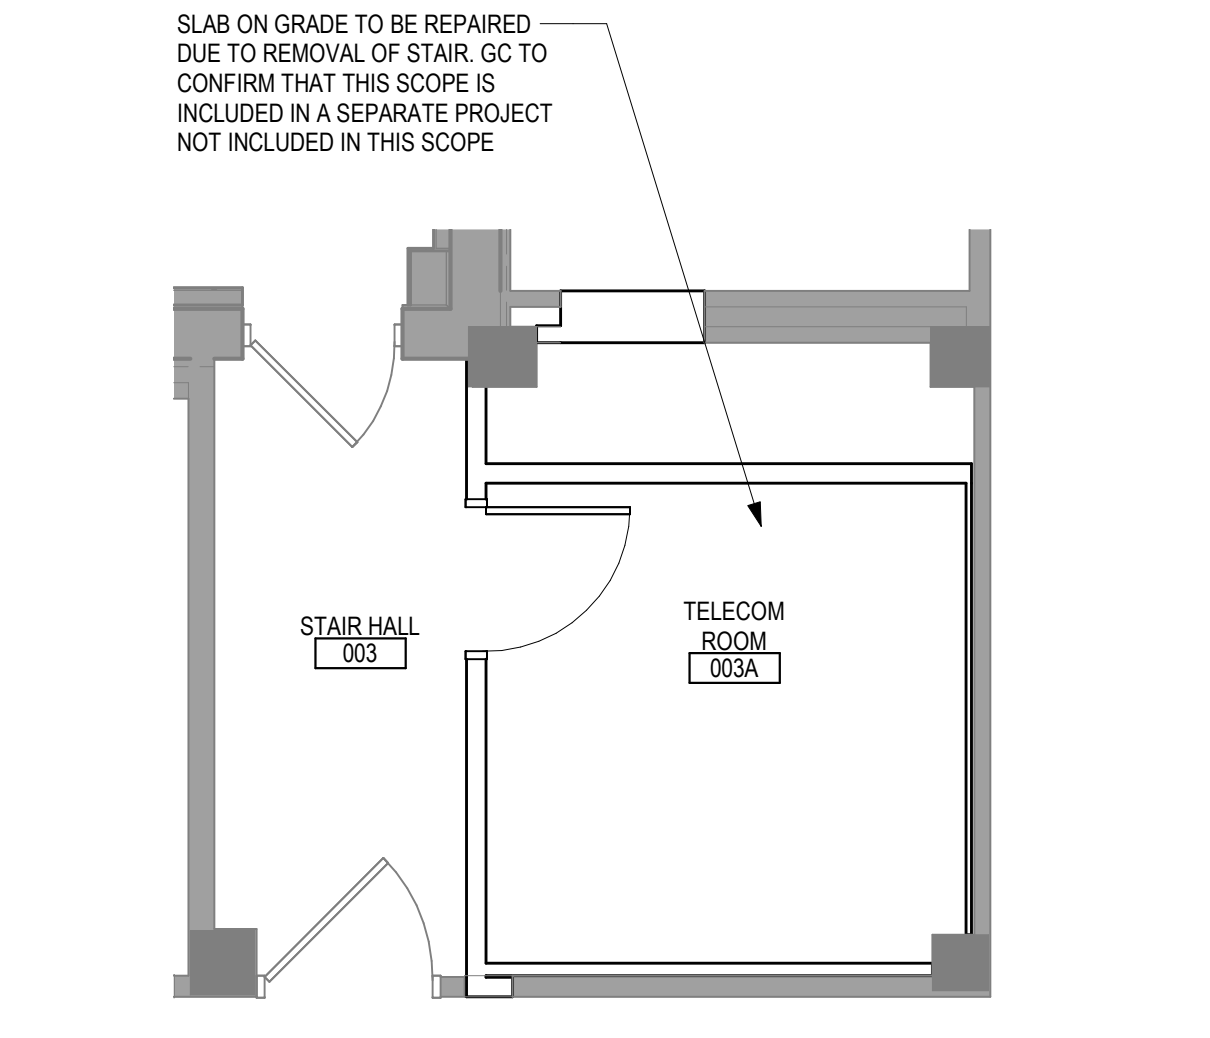 SLAB ON GRADE TO BE REPAIRED
DUE TO REMOVAL OF STAIR. GC TO
CONFIRM THAT THIS SCOPE IS
INCLUDED IN A SEPARATE PROJECT
NOT INCLUDED IN THIS SCOPE
STAIR HALL
003
TELECOM
ROOM
003A